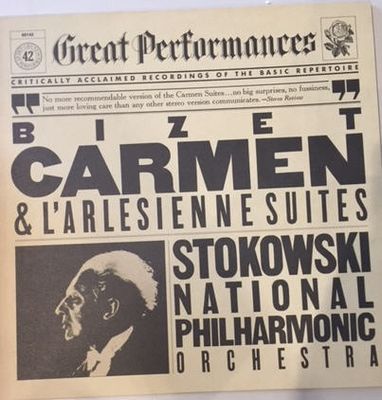 42
Great Performances
CRITICALLY ACCLAIMED RECORDINGS OF THE BASIC REPERTOIRE
"No more recommendable version of the Carmen Suites...no big surprises, no fussiness,
just more loving care than any other stereo version communicates.—Stereo Review"
BIZET
CARMEN
& L'ARLESIENNE SUITES
STOKOWSKI
NATIONAL
PHILHARMONIC
ORCHESTRA